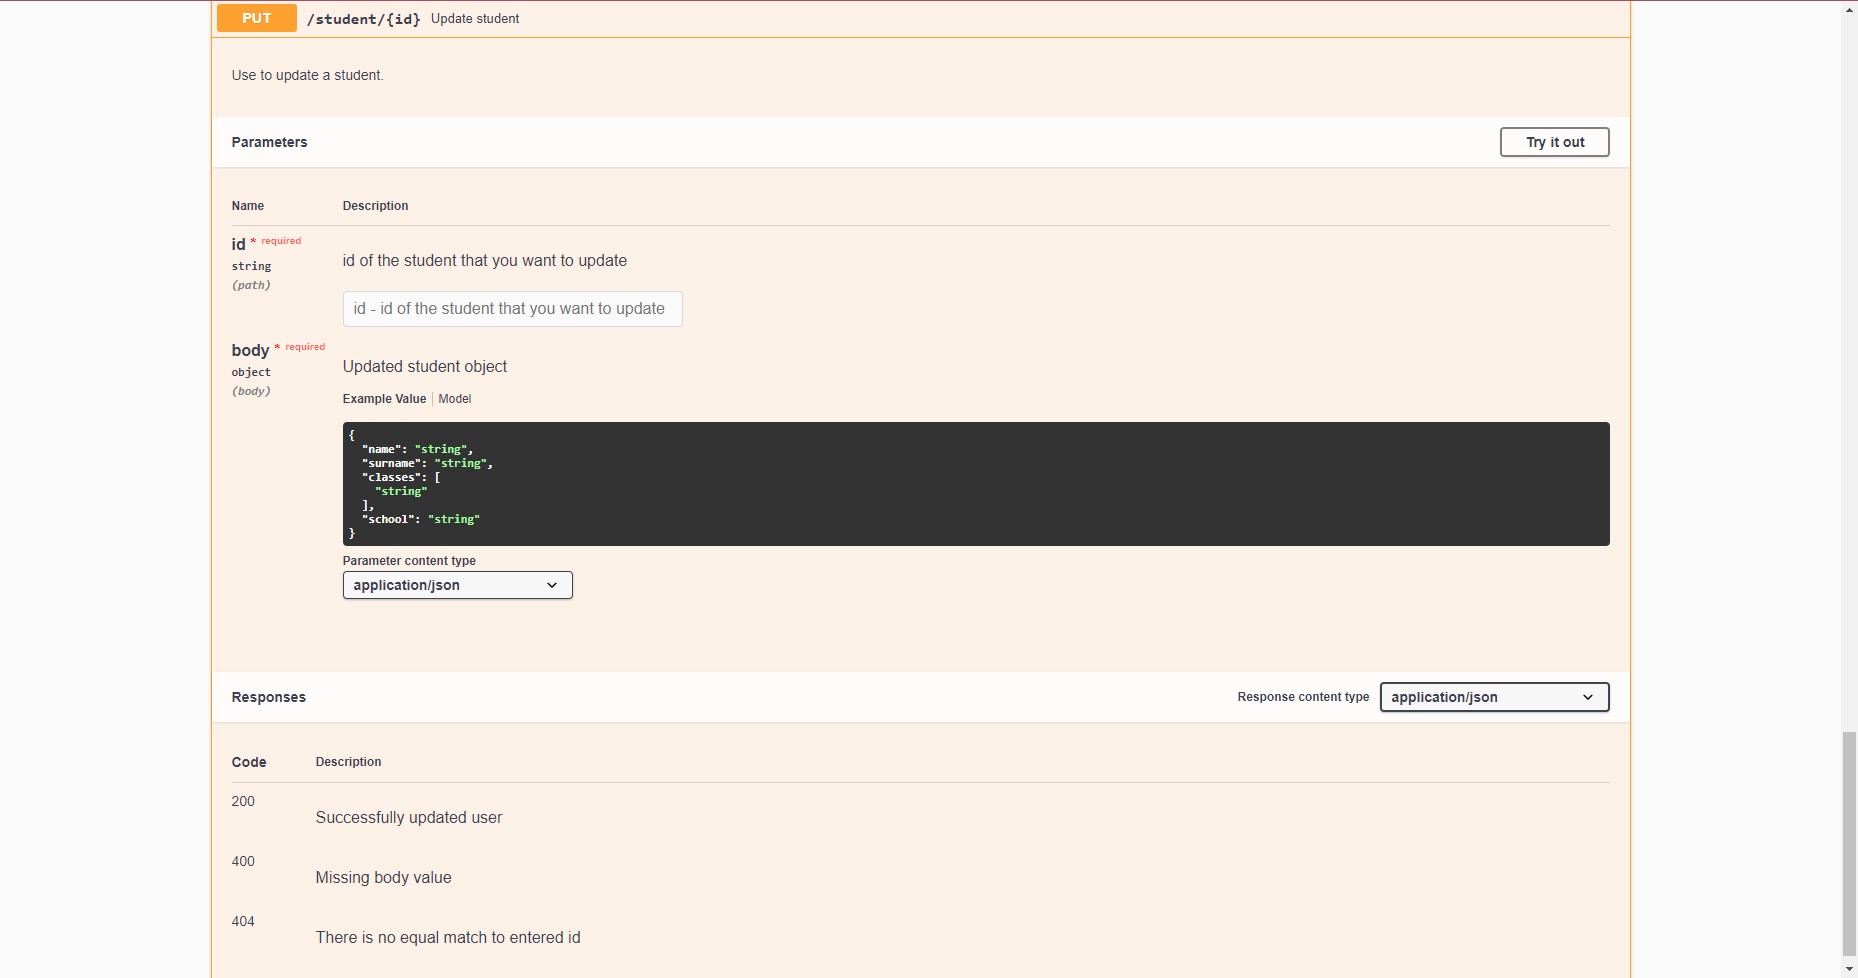 PUT /student/{id} Update student
Use to update a student.
Parameters
Try it out
Name Description
id * required
string
(path)
id of the student that you want to update
id - id of the student that you want to update
body * required
object
(body)
Updated student object
Example Value | Model
{
  "name": "string",
  "surname": "string",
  "classes": [
    "string"
  ],
  "school": "string"
}
Parameter content type
application/json
Responses
Response content type application/json
Code Description
200
Successfully updated user
400
Missing body value
404
There is no equal match to entered id